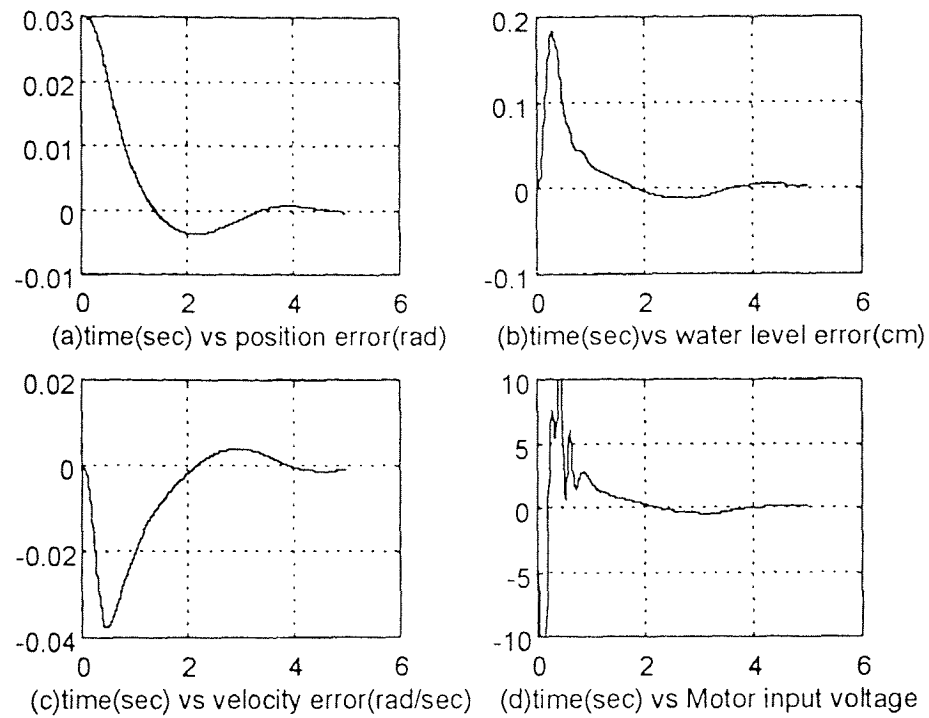 0.03
0.02
0.01
0
-0.01
0 2 4 6
(a)time(sec) vs position error(rad)
0.2
0.1
0
-0.1
0 2 4 6
(b)time(sec)vs water level error(cm)
0.02
0
-0.02
-0.04
0 2 4 6
(c)time(sec) vs velocity error(rad/sec)
10
5
0
-5
-10
0 2 4 6
(d)time(sec) vs Motor input voltage